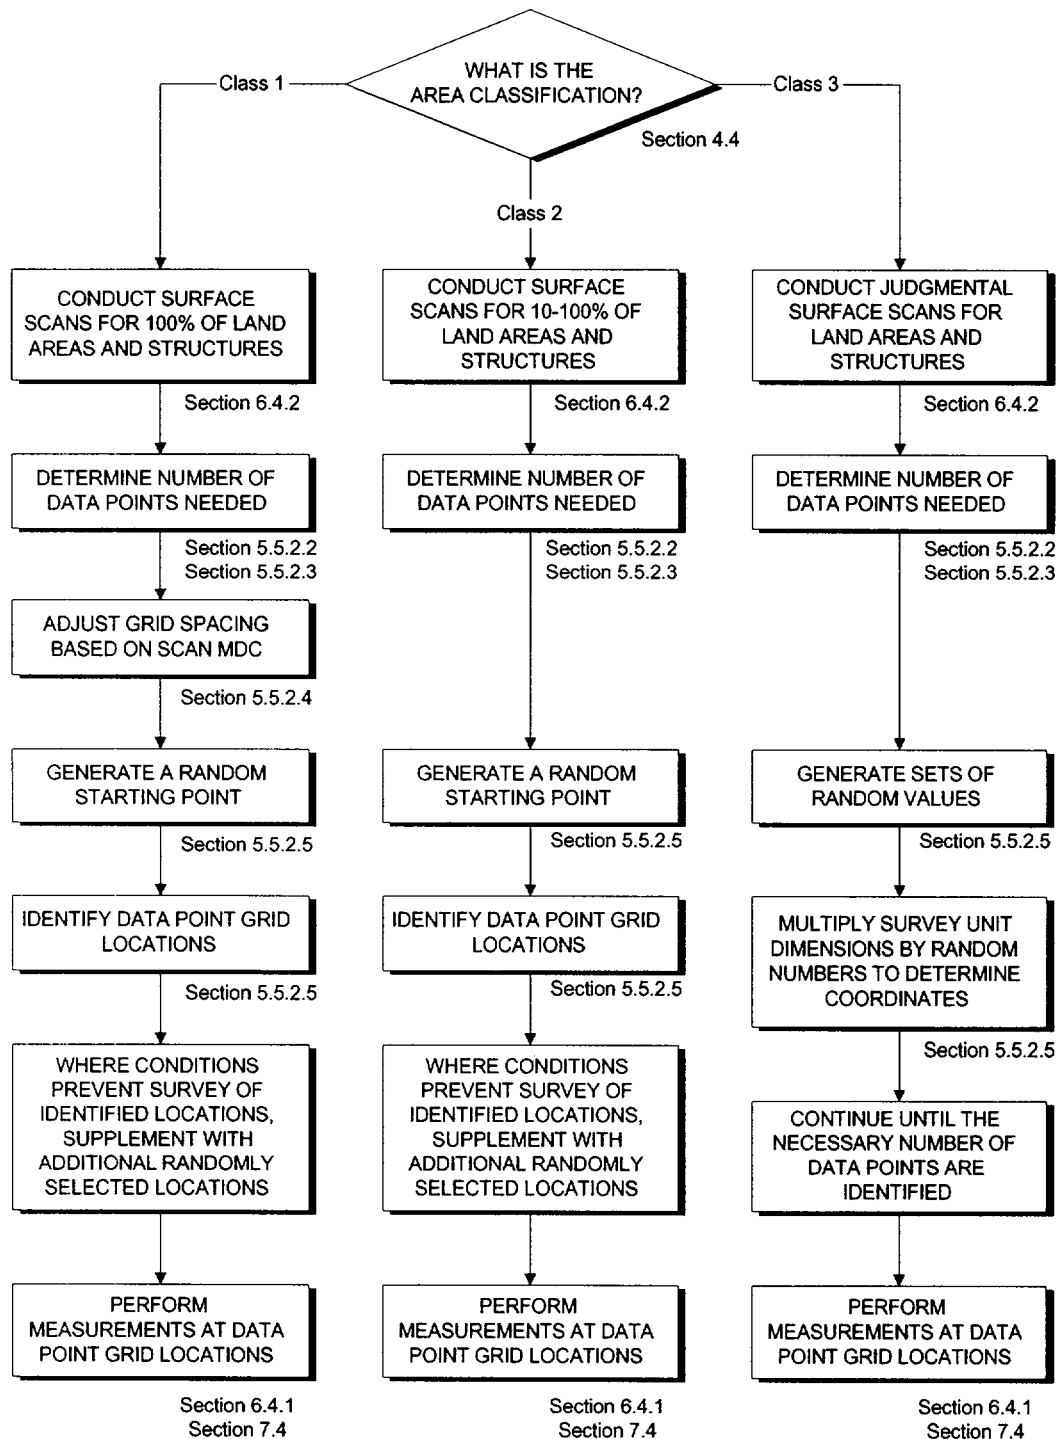 WHAT IS THE
AREA CLASSIFICATION?
Class 1
Class 3
Section 4.4
Class 2
CONDUCT SURFACE
SCANS FOR 100% OF LAND
AREAS AND STRUCTURES
Section 6.4.2
DETERMINE NUMBER OF
DATA POINTS NEEDED
Section 5.5.2.2
Section 5.5.2.3
ADJUST GRID SPACING
BASED ON SCAN MDC
Section 5.5.2.4
GENERATE A RANDOM
STARTING POINT
Section 5.5.2.5
IDENTIFY DATA POINT GRID
LOCATIONS
Section 5.5.2.5
WHERE CONDITIONS
PREVENT SURVEY OF
IDENTIFIED LOCATIONS,
SUPPLEMENT WITH
ADDITIONAL RANDOMLY
SELECTED LOCATIONS
PERFORM
MEASUREMENTS AT DATA
POINT GRID LOCATIONS
Section 6.4.1
Section 7.4
CONDUCT SURFACE
SCANS FOR 10-100% OF
LAND AREAS AND
STRUCTURES
Section 6.4.2
DETERMINE NUMBER OF
DATA POINTS NEEDED
Section 5.5.2.2
Section 5.5.2.3
GENERATE A RANDOM
STARTING POINT
Section 5.5.2.5
IDENTIFY DATA POINT GRID
LOCATIONS
Section 5.5.2.5
WHERE CONDITIONS
PREVENT SURVEY OF
IDENTIFIED LOCATIONS,
SUPPLEMENT WITH
ADDITIONAL RANDOMLY
SELECTED LOCATIONS
PERFORM
MEASUREMENTS AT DATA
POINT GRID LOCATIONS
Section 6.4.1
Section 7.4
CONDUCT JUDGMENTAL
SURFACE SCANS FOR
LAND AREAS AND
STRUCTURES
Section 6.4.2
DETERMINE NUMBER OF
DATA POINTS NEEDED
Section 5.5.2.2
Section 5.5.2.3
GENERATE SETS OF
RANDOM VALUES
Section 5.5.2.5
MULTIPLY SURVEY UNIT
DIMENSIONS BY RANDOM
NUMBERS TO DETERMINE
COORDINATES
Section 5.5.2.5
CONTINUE UNTIL THE
NECESSARY NUMBER OF
DATA POINTS ARE
IDENTIFIED
PERFORM
MEASUREMENTS AT DATA
POINT GRID LOCATIONS
Section 6.4.1
Section 7.4